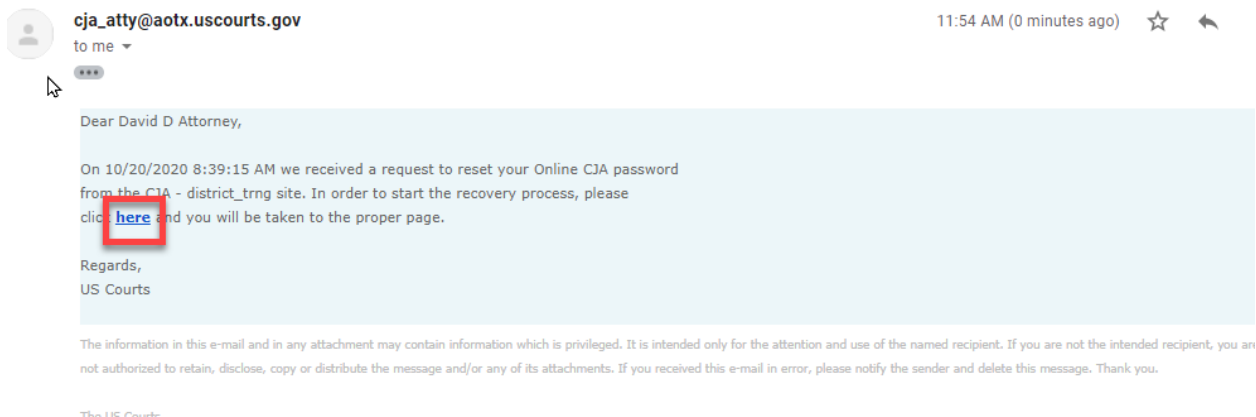 cja_atty@aotx.uscourts.gov
11:54 AM (0 minutes ago)
to me
Dear David D Attorney,
On 10/20/2020 8:39:15 AM we received a request to reset your Online CJA password
from the CJA - district_trng site. In order to start the recovery process, please
click here and you will be taken to the proper page.
Regards,
US Courts
The information in this e-mail and in any attachment may contain information which is privileged. It is intended only for the attention and use of the named recipient. If you are not the intended recipient, you are
not authorized to retain, disclose, copy or distribute the message and/or any of its attachments. If you received this e-mail in error, please notify the sender and delete this message. Thank you.
The US Courts